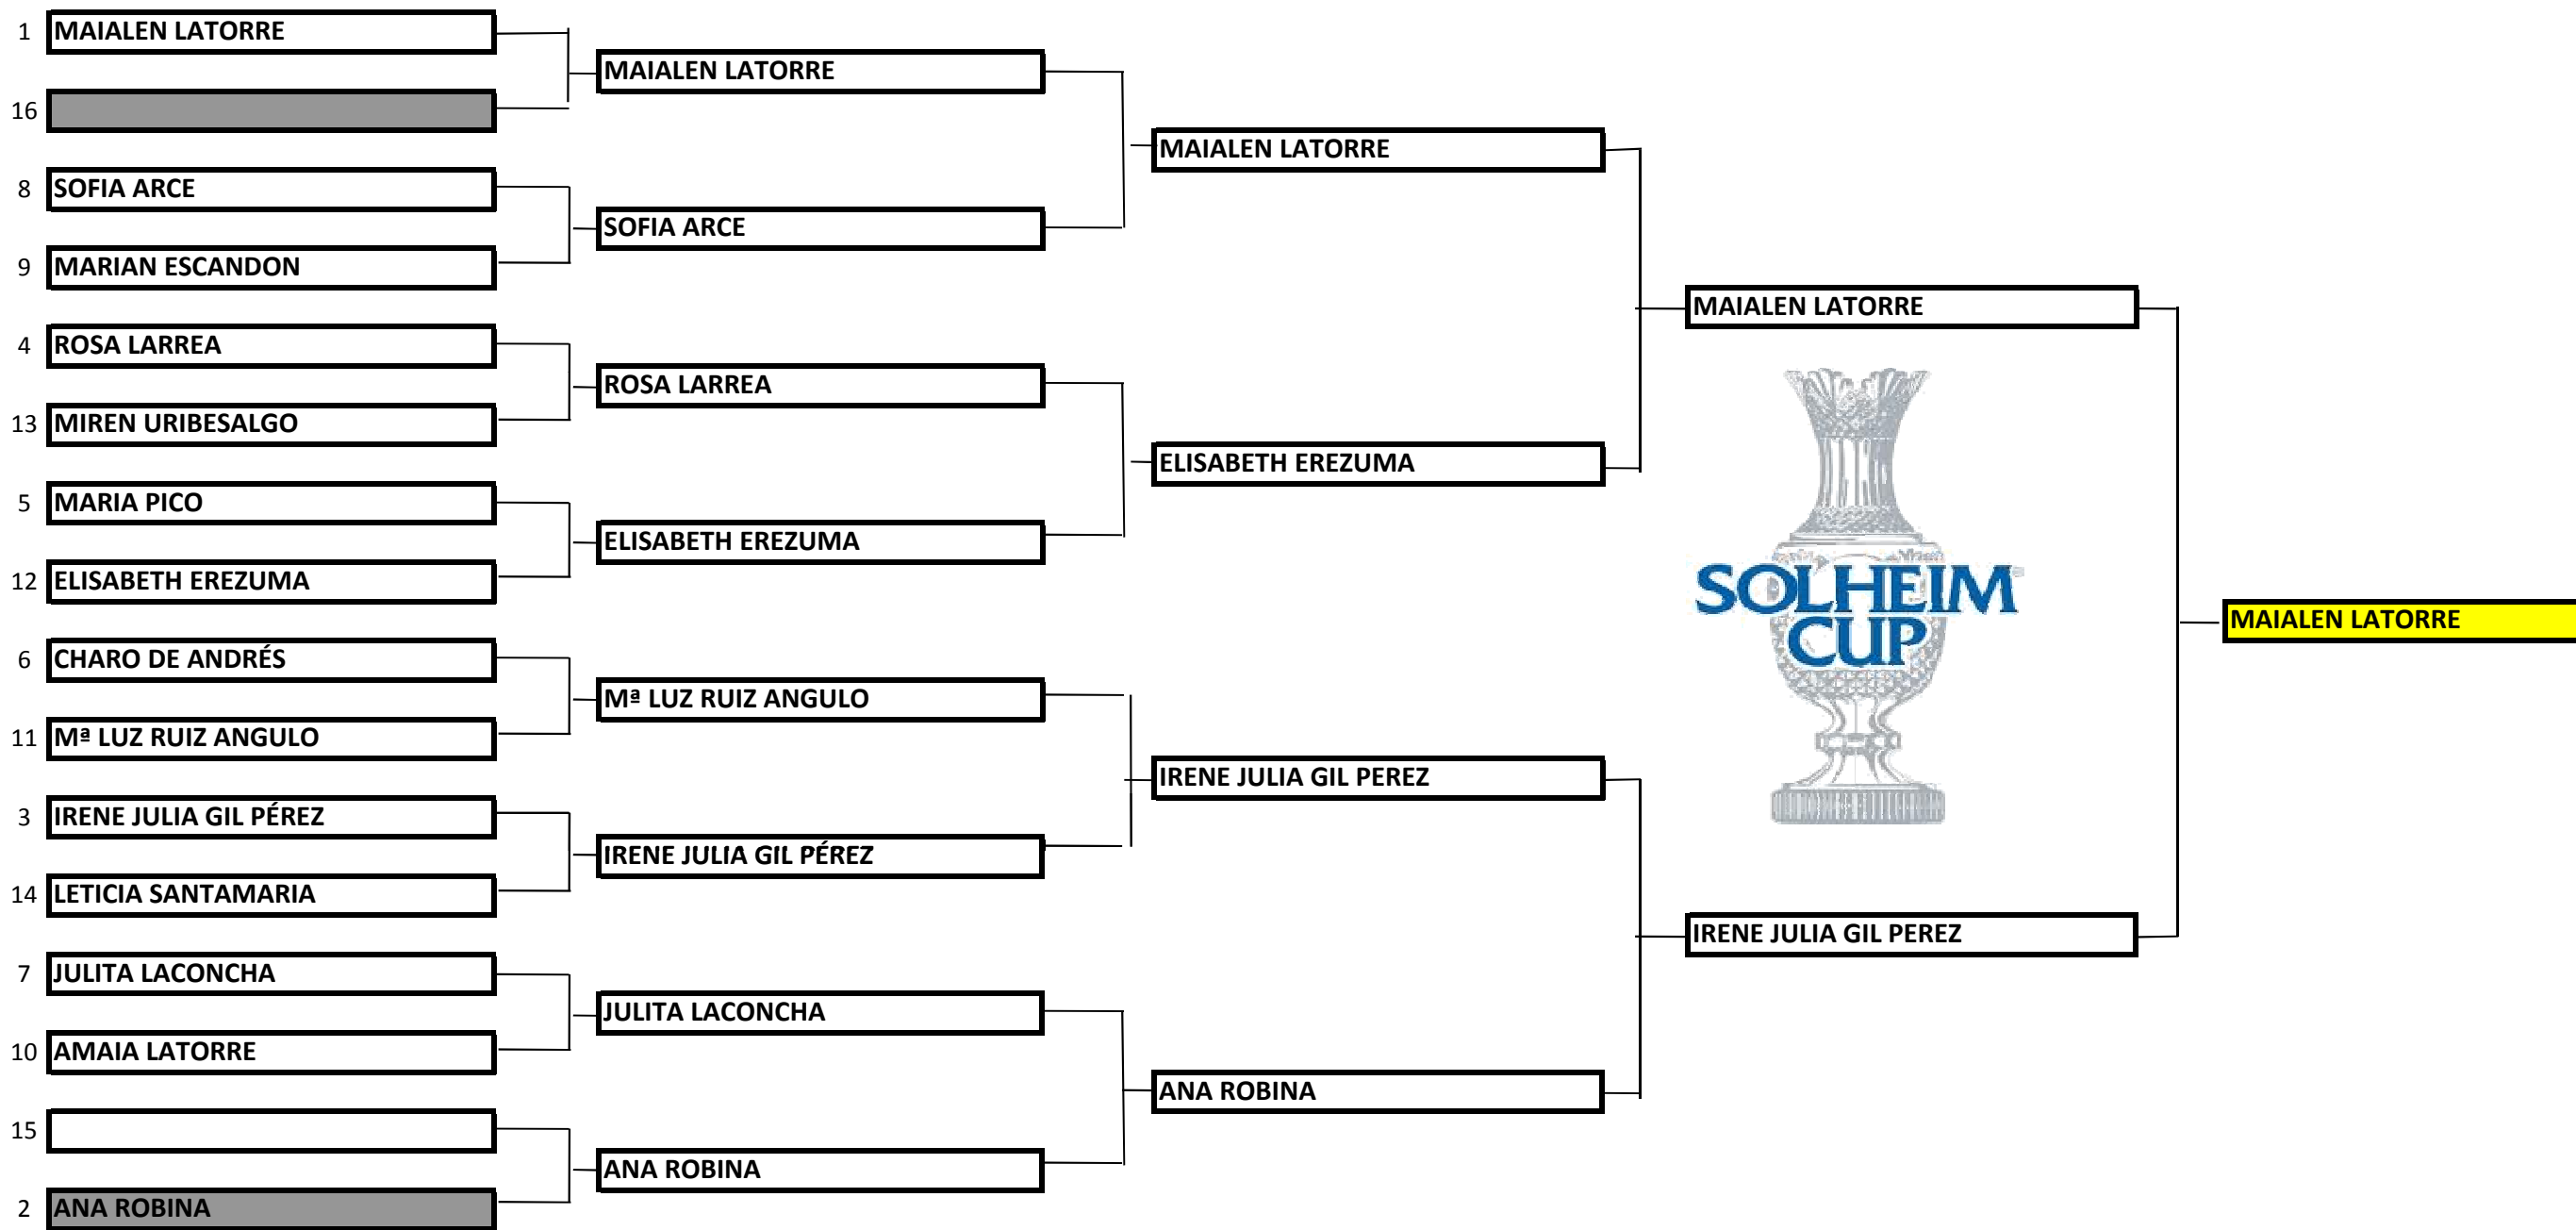 1 MAIALEN LATORRE
MAIALEN LATORRE
16
MAIALEN LATORRE
8 SOFIA ARCE
SOFIA ARCE
9 MARIAN ESCANDON
MAIALEN LATORRE
4 ROSA LARREA
ROSA LARREA
13 MIREN URIBESALGO
ELISABETH EREZUMA
5 MARIA PICO
ELISABETH EREZUMA
12 ELISABETH EREZUMA
SOLHEIM
CUP
MAIALEN LATORRE
6 CHARO DE ANDRÉS
Mª LUZ RUIZ ANGULO
11 Mª LUZ RUIZ ANGULO
IRENE JULIA GIL PEREZ
3 IRENE JULIA GIL PÉREZ
IRENE JULIA GIL PÉREZ
14 LETICIA SANTAMARIA
IRENE JULIA GIL PEREZ
7 JULITA LACONCHA
JULITA LACONCHA
10 AMAIA LATORRE
ANA ROBINA
15
ANA ROBINA
2 ANA ROBINA